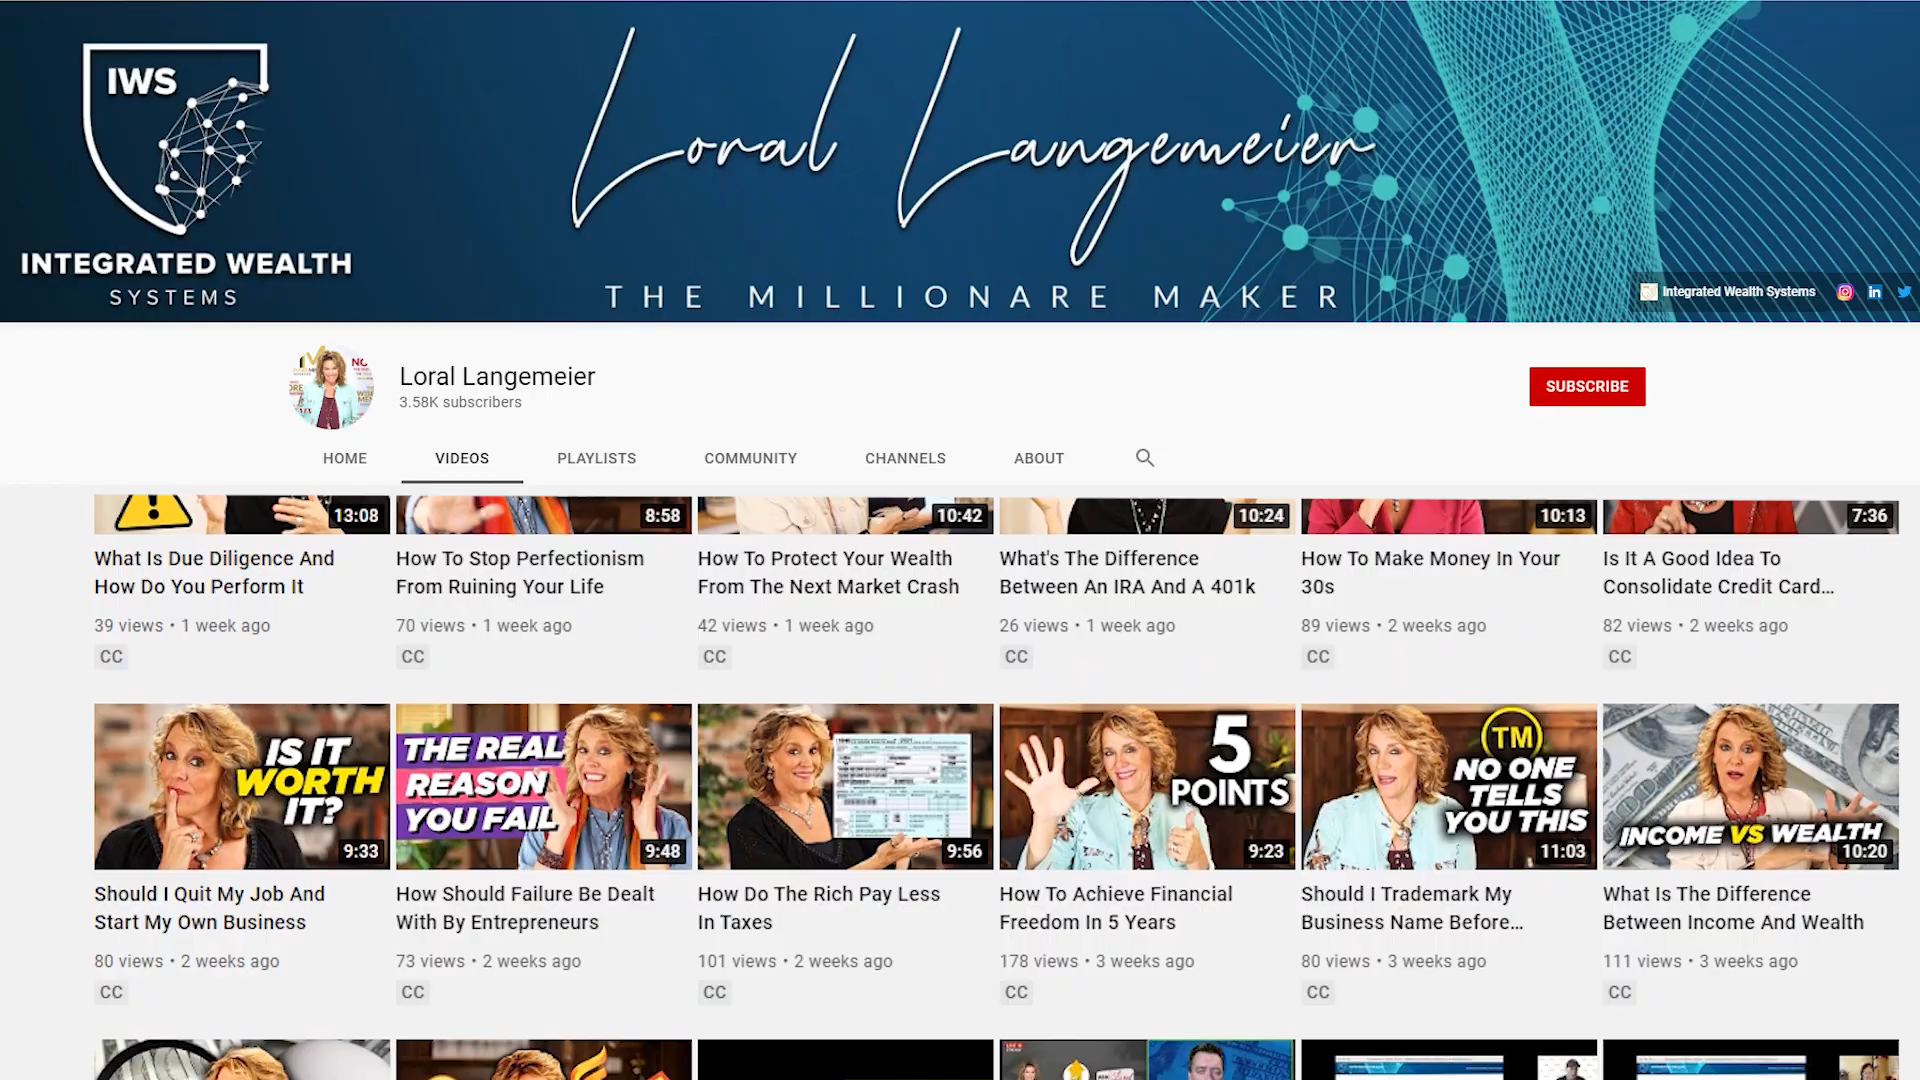 IWS
INTEGRATED WEALTH
SYSTEMS
Loral Langemeier
THE MILLIONARE MAKER
Integrated Wealth Systems
Loral Langemeier
3.58K subscribers
SUBSCRIBE
HOME VIDEOS PLAYLISTS COMMUNITY CHANNELS ABOUT
13:08 8:58 10:42 10:24 10:13 7:36
What Is Due Diligence And
How Do You Perform It
39 views • 1 week ago
CC
How To Stop Perfectionism
From Ruining Your Life
70 views • 1 week ago
CC
How To Protect Your Wealth
From The Next Market Crash
42 views • 1 week ago
CC
What's The Difference
Between An IRA And A 401k
26 views • 1 week ago
CC
How To Make Money In Your
30s
89 views • 2 weeks ago
CC
Is It A Good Idea To
Consolidate Credit Card...
82 views • 2 weeks ago
CC
IS IT
WORTH
IT?
9:33
Should I Quit My Job And
Start My Own Business
80 views • 2 weeks ago
CC
THE REAL
REASON
YOU FAIL
9:48
How Should Failure Be Dealt
With By Entrepreneurs
73 views • 2 weeks ago
CC
9:56
How Do The Rich Pay Less
In Taxes
101 views • 2 weeks ago
CC
5
POINTS
9:23
How To Achieve Financial
Freedom In 5 Years
178 views • 3 weeks ago
CC
TM
NO ONE
TELLS
YOU THIS
11:03
Should I Trademark My
Business Name Before...
80 views • 3 weeks ago
CC
INCOME VS WEALTH
10:20
What Is The Difference
Between Income And Wealth
111 views • 3 weeks ago
CC